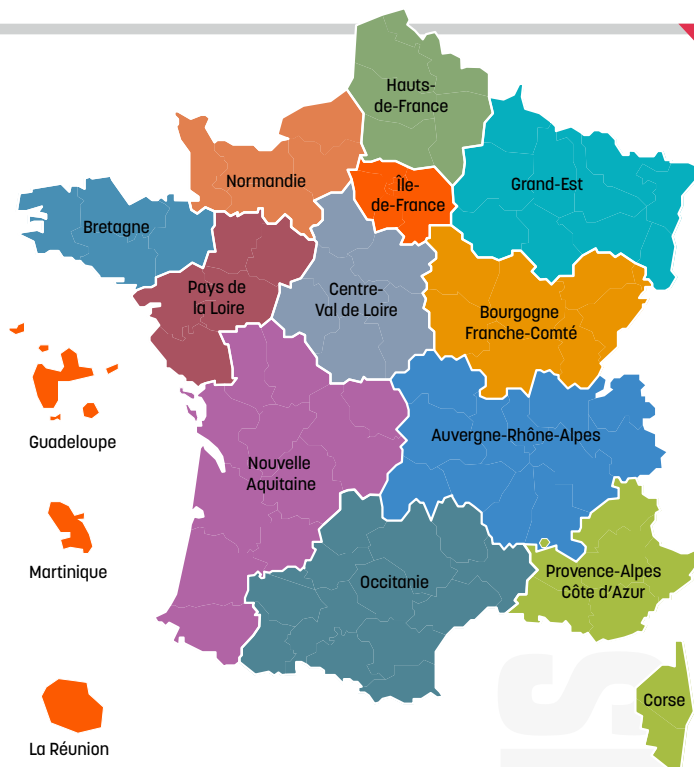 Hauts-
de-France
Normandie
Île-
de-France
Grand-Est
Bretagne
Pays de
la Loire
Centre-
Val de Loire
Bourgogne
Franche-Comté
Guadeloupe
Auvergne-Rhône-Alpes
Nouvelle
Aquitaine
Martinique
Occitanie
Provence-Alpes
Côte d'Azur
Corse
La Réunion